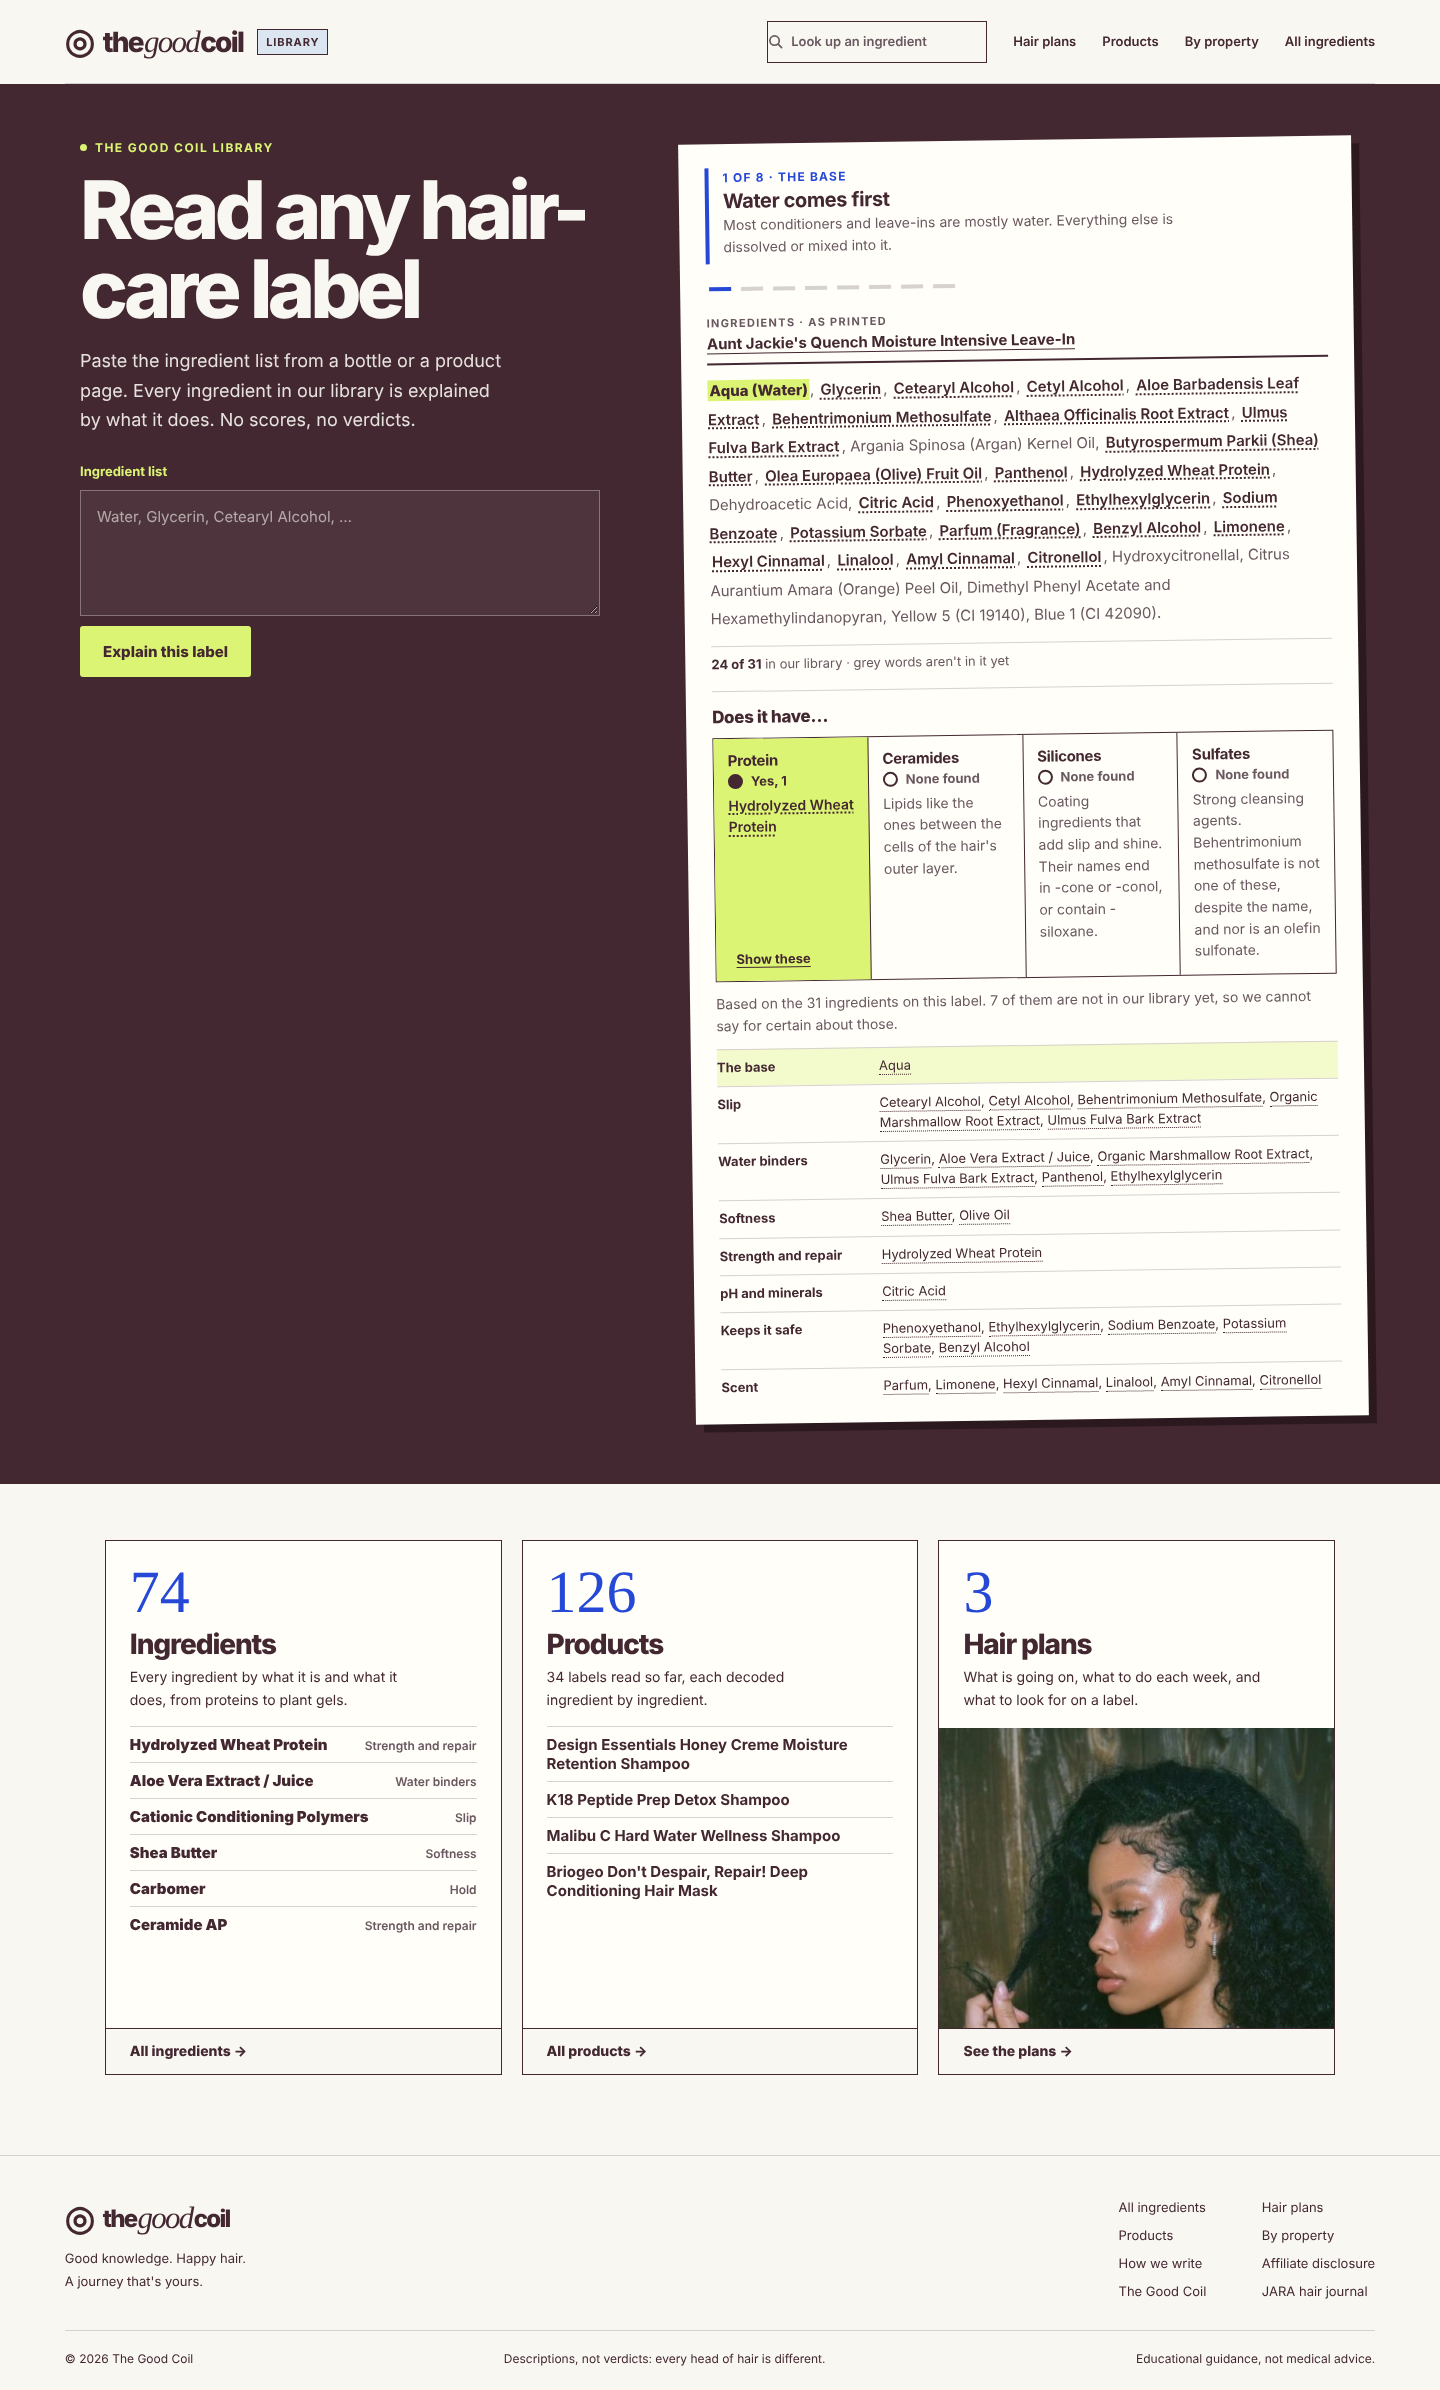 thegoodcoil LIBRARY
Look up an ingredient
Hair plans Products By property All ingredients
THE GOOD COIL LIBRARY
Read any hair-
care label
Paste the ingredient list from a bottle or a product
page. Every ingredient in our library is explained
by what it does. No scores, no verdicts.
Ingredient list
Water, Glycerin, Cetearyl Alcohol, ...
Explain this label
1 OF 8 · THE BASE
Water comes first
Most conditioners and leave-ins are mostly water. Everything else is
dissolved or mixed into it.
INGREDIENTS · AS PRINTED
Aunt Jackie's Quench Moisture Intensive Leave-In
Aqua (Water), Glycerin, Cetearyl Alcohol, Cetyl Alcohol, Aloe Barbadensis Leaf
Extract, Behentrimonium Methosulfate, Althaea Officinalis Root Extract, Ulmus
Fulva Bark Extract, Argania Spinosa (Argan) Kernel Oil, Butyrospermum Parkii (Shea)
Butter, Olea Europaea (Olive) Fruit Oil, Panthenol, Hydrolyzed Wheat Protein,
Dehydroacetic Acid, Citric Acid, Phenoxyethanol, Ethylhexylglycerin, Sodium
Benzoate, Potassium Sorbate, Parfum (Fragrance), Benzyl Alcohol, Limonene,
Hexyl Cinnamal, Linalool, Amyl Cinnamal, Citronellol, Hydroxycitronellal, Citrus
Aurantium Amara (Orange) Peel Oil, Dimethyl Phenyl Acetate and
Hexamethylindanopyran, Yellow 5 (CI 19140), Blue 1 (CI 42090).
24 of 31 in our library · grey words aren't in it yet
Does it have…
Protein
Yes, 1
Hydrolyzed Wheat
Protein
Show these
Ceramides
None found
Lipids like the
ones between the
cells of the hair's
outer layer.
Silicones
None found
Coating
ingredients that
add slip and shine.
Their names end
in -cone or -conol,
or contain -
siloxane.
Sulfates
None found
Strong cleansing
agents.
Behentrimonium
methosulfate is not
one of these,
despite the name,
and nor is an olefin
sulfonate.
Based on the 31 ingredients on this label. 7 of them are not in our library yet, so we cannot
say for certain about those.
The base Aqua
Slip Cetearyl Alcohol, Cetyl Alcohol, Behentrimonium Methosulfate, Organic
Marshmallow Root Extract, Ulmus Fulva Bark Extract
Water binders Glycerin, Aloe Vera Extract / Juice, Organic Marshmallow Root Extract,
Ulmus Fulva Bark Extract, Panthenol, Ethylhexylglycerin
Softness Shea Butter, Olive Oil
Strength and repair Hydrolyzed Wheat Protein
pH and minerals Citric Acid
Keeps it safe Phenoxyethanol, Ethylhexylglycerin, Sodium Benzoate, Potassium
Sorbate, Benzyl Alcohol
Scent Parfum, Limonene, Hexyl Cinnamal, Linalool, Amyl Cinnamal, Citronellol
74
Ingredients
Every ingredient by what it is and what it
does, from proteins to plant gels.
Hydrolyzed Wheat Protein Strength and repair
Aloe Vera Extract / Juice Water binders
Cationic Conditioning Polymers Slip
Shea Butter Softness
Carbomer Hold
Ceramide AP Strength and repair
All ingredients →
126
Products
34 labels read so far, each decoded
ingredient by ingredient.
Design Essentials Honey Creme Moisture
Retention Shampoo
K18 Peptide Prep Detox Shampoo
Malibu C Hard Water Wellness Shampoo
Briogeo Don't Despair, Repair! Deep
Conditioning Hair Mask
All products →
3
Hair plans
What is going on, what to do each week, and
what to look for on a label.
See the plans →
thegoodcoil
Good knowledge. Happy hair.
A journey that's yours.
All ingredients Hair plans
Products By property
How we write Affiliate disclosure
The Good Coil JARA hair journal
© 2026 The Good Coil
Descriptions, not verdicts: every head of hair is different.
Educational guidance, not medical advice.